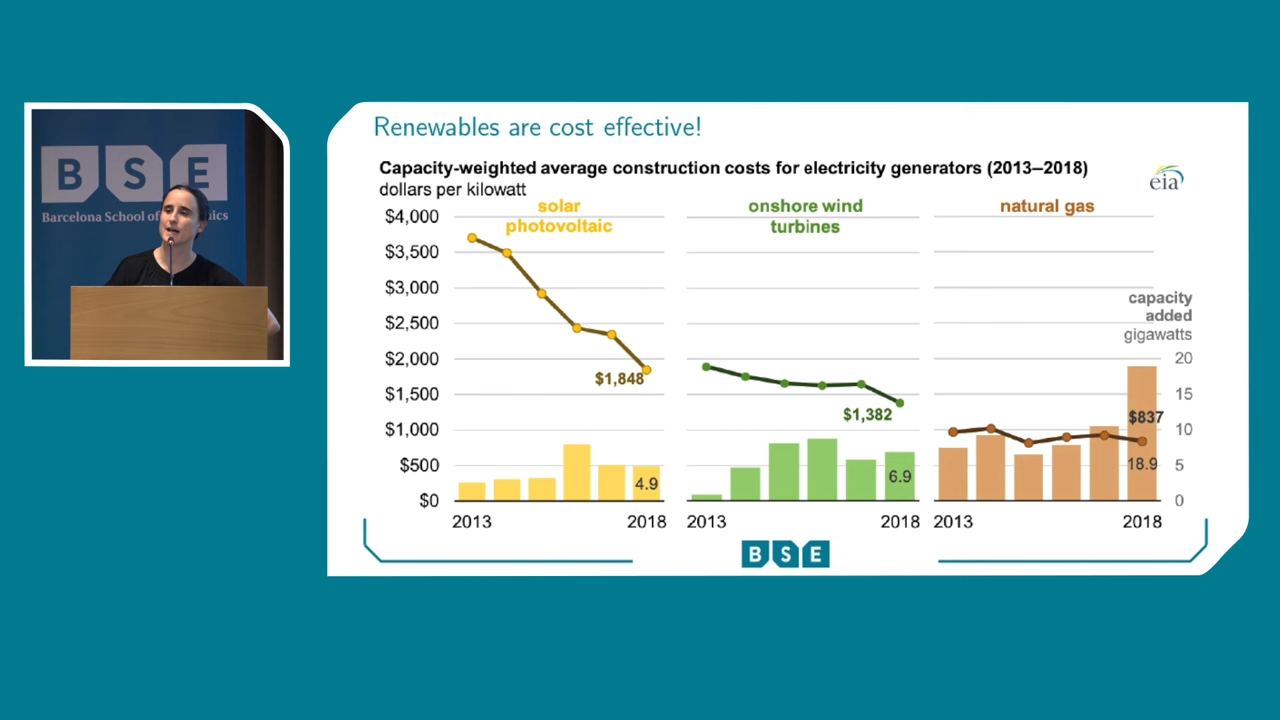 BSE
Barcelona School of
ics
Renewables are cost effective!
Capacity-weighted average construction costs for electricity generators (2013–2018)
dollars per kilowatt
eia
solar
photovoltaic
onshore wind
turbines
natural gas
$4,000
$3,500
$3,000
$2,500
$2,000
$1,500
$1,000
$500
$0
$1,848
4.9
2013
2018
$1,382
6.9
2013
2018
capacity
added
gigawatts
20
15
10
5
0
$837
18.9
2013
2018
BSE